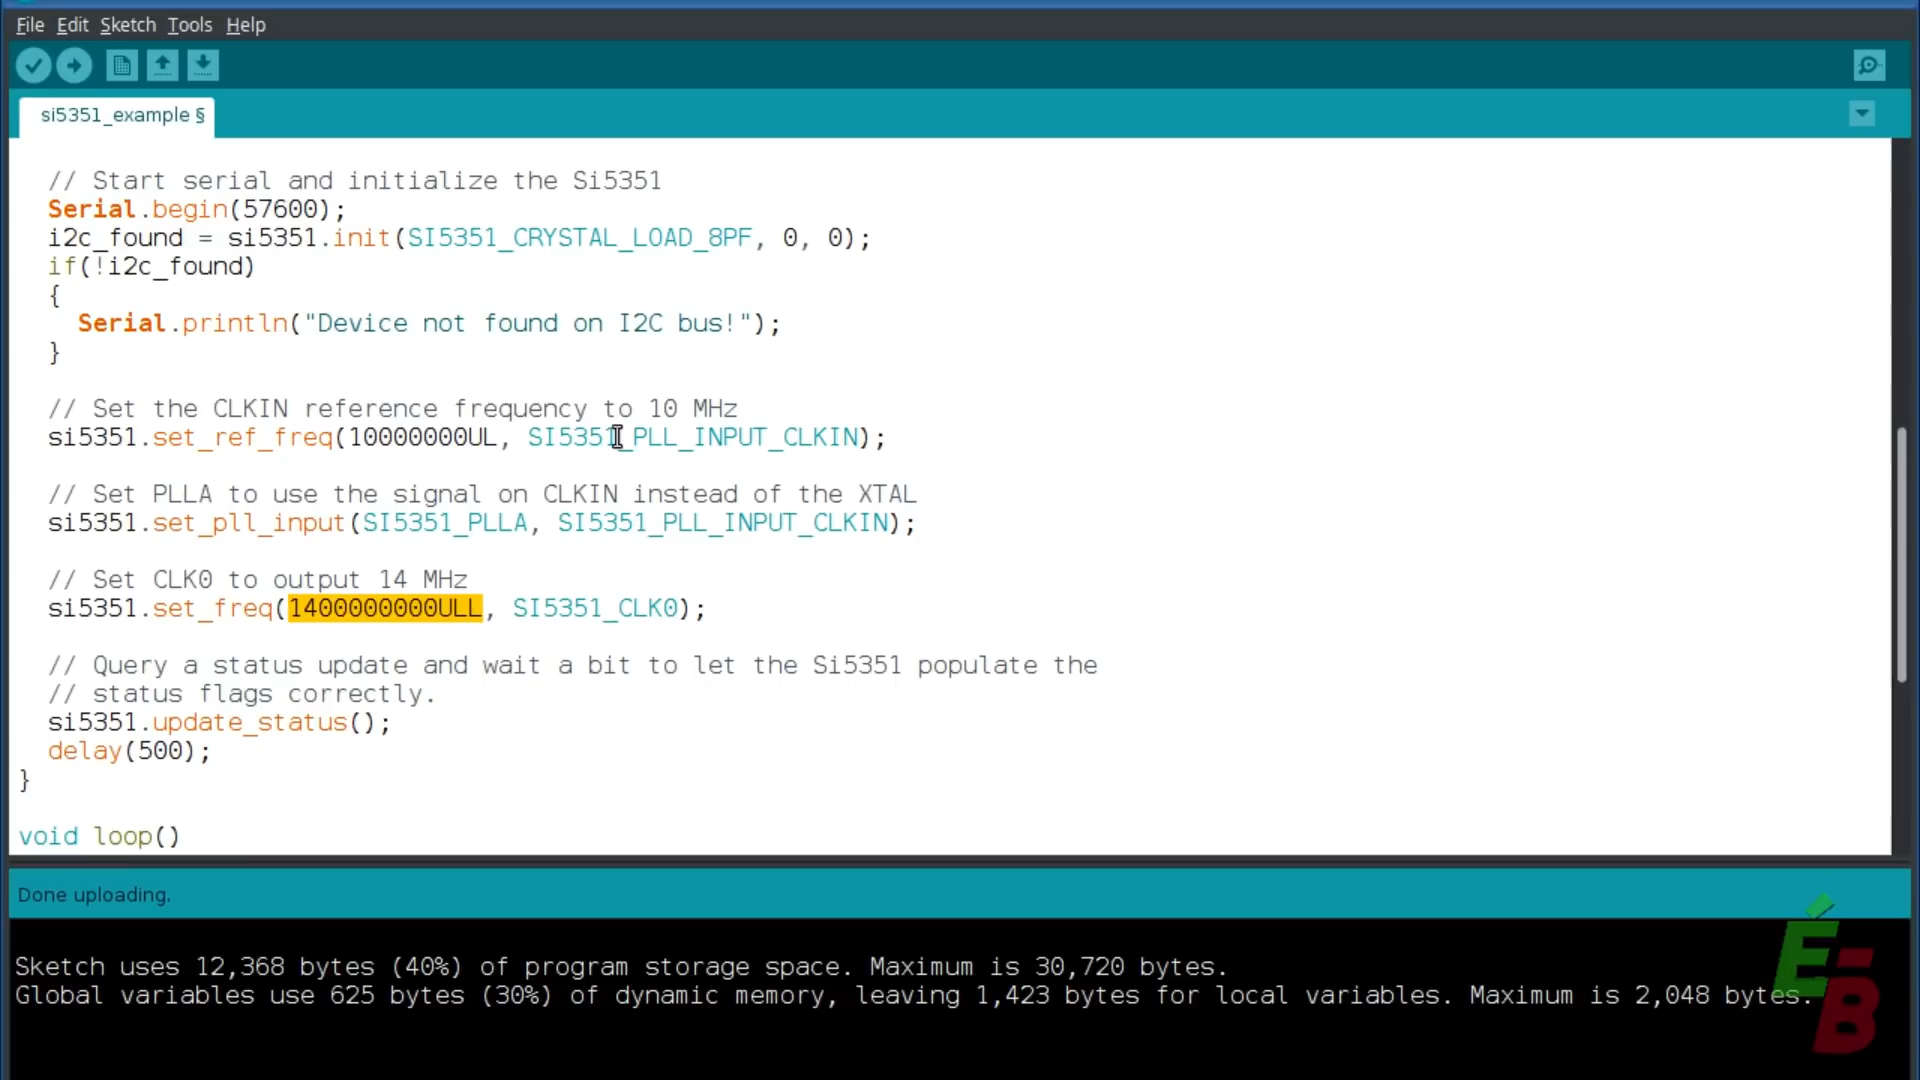 File Edit Sketch Tools Help
si5351_example §
// Start serial and initialize the Si5351
Serial.begin(57600);
i2c_found = si5351.init(SI5351_CRYSTAL_LOAD_8PF, 0, 0);
if(!i2c_found)
{
Serial.println("Device not found on I2C bus!");
}
// Set the CLKIN reference frequency to 10 MHz
si5351.set_ref_freq(10000000UL, SI5351_PLL_INPUT_CLKIN);
// Set PLLA to use the signal on CLKIN instead of the XTAL
si5351.set_pll_input(SI5351_PLLA, SI5351_PLL_INPUT_CLKIN);
// Set CLK0 to output 14 MHz
si5351.set_freq(1400000000ULL, SI5351_CLK0);
// Query a status update and wait a bit to let the Si5351 populate the
// status flags correctly.
si5351.update_status();
delay(500);
}
void loop()
Done uploading.
Sketch uses 12,368 bytes (40%) of program storage space. Maximum is 30,720 bytes.
Global variables use 625 bytes (30%) of dynamic memory, leaving 1,423 bytes for local variables. Maximum is 2,048 bytes.
É-B